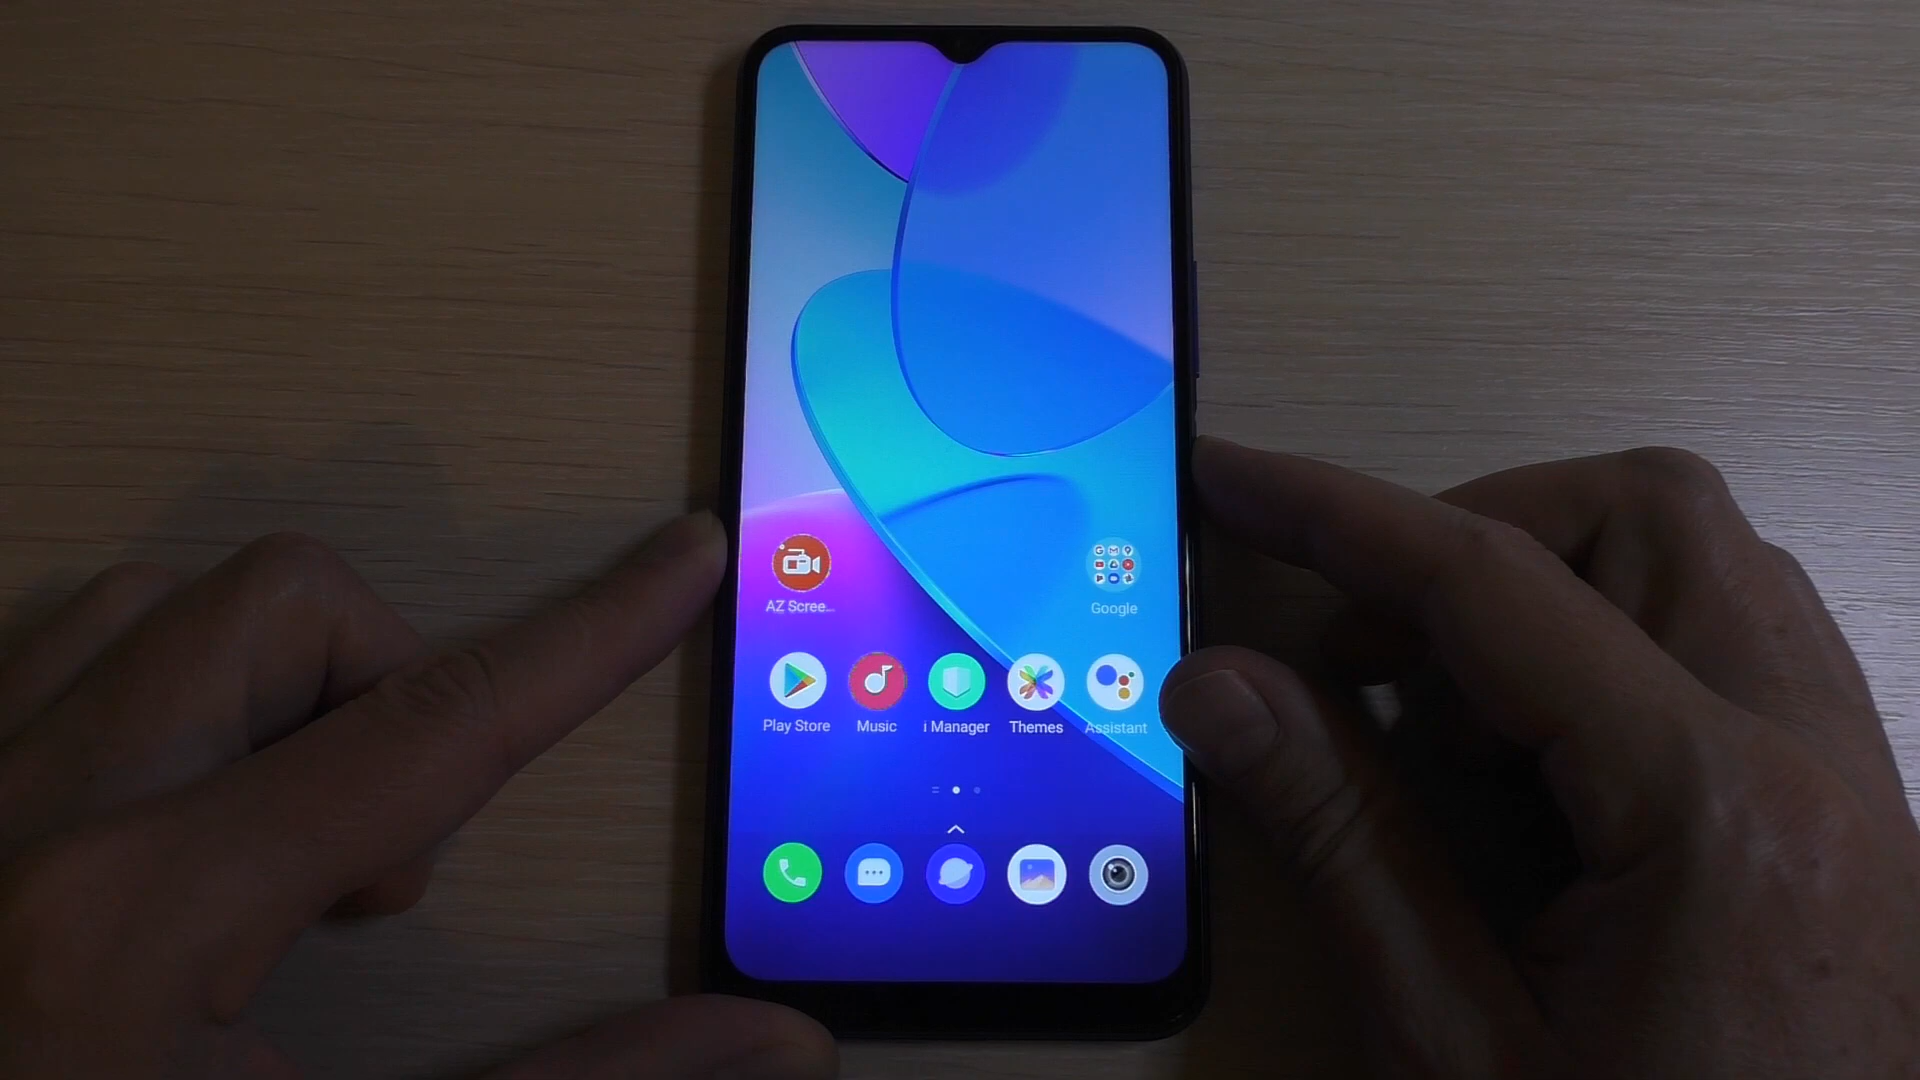 AZ Scree...
Google
Play Store
Music
i Manager
Themes
Assistant